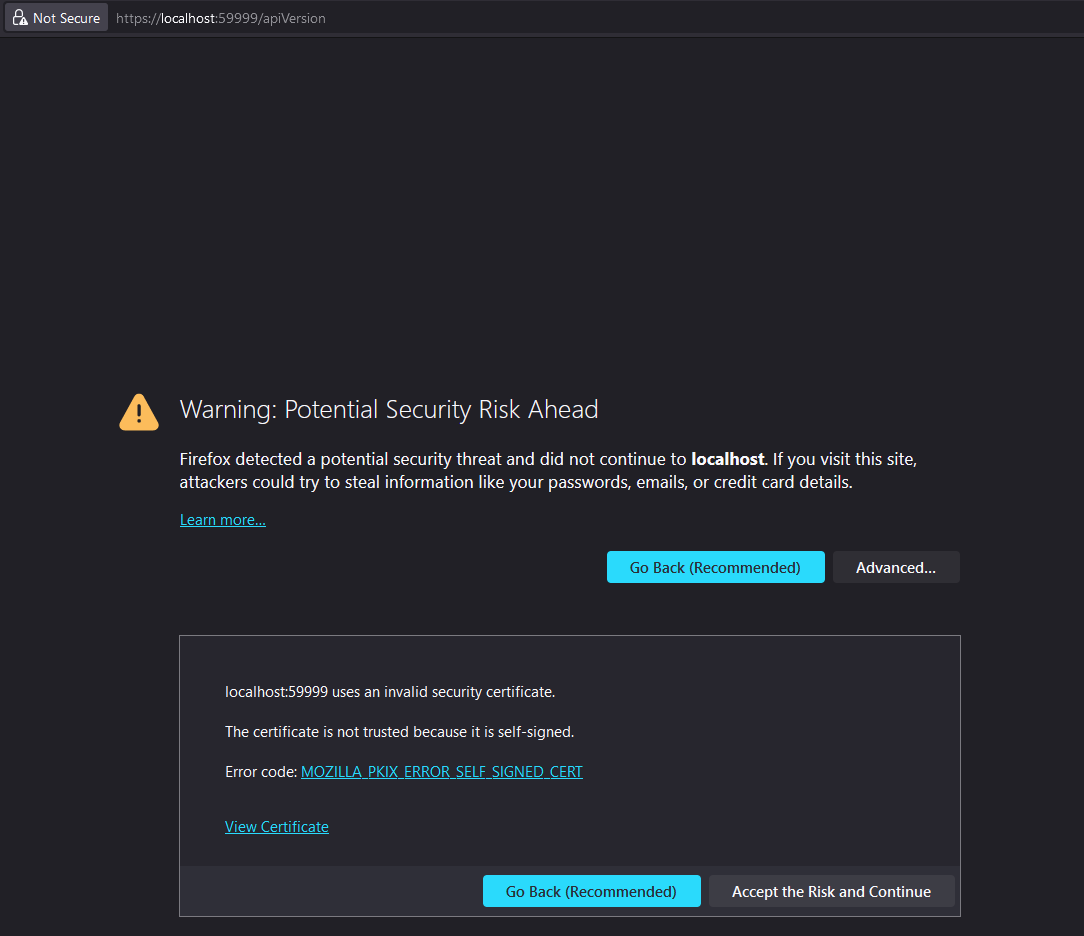 Not Secure https://localhost:59999/apiVersion
Warning: Potential Security Risk Ahead
Firefox detected a potential security threat and did not continue to localhost. If you visit this site,
attackers could try to steal information like your passwords, emails, or credit card details.
Learn more...
Go Back (Recommended) Advanced...
localhost:59999 uses an invalid security certificate.
The certificate is not trusted because it is self-signed.
Error code: MOZILLA_PKIX_ERROR_SELF_SIGNED_CERT
View Certificate
Go Back (Recommended) Accept the Risk and Continue